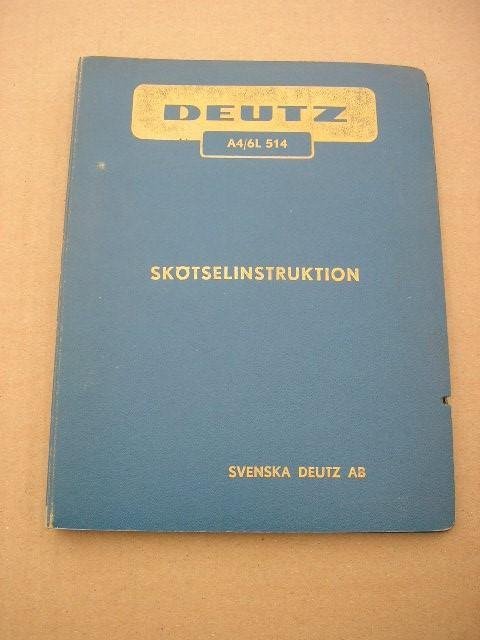 DEUTZ
A4/6L 514
SKÖTSELINSTRUKTION
SVENSKA DEUTZ AB